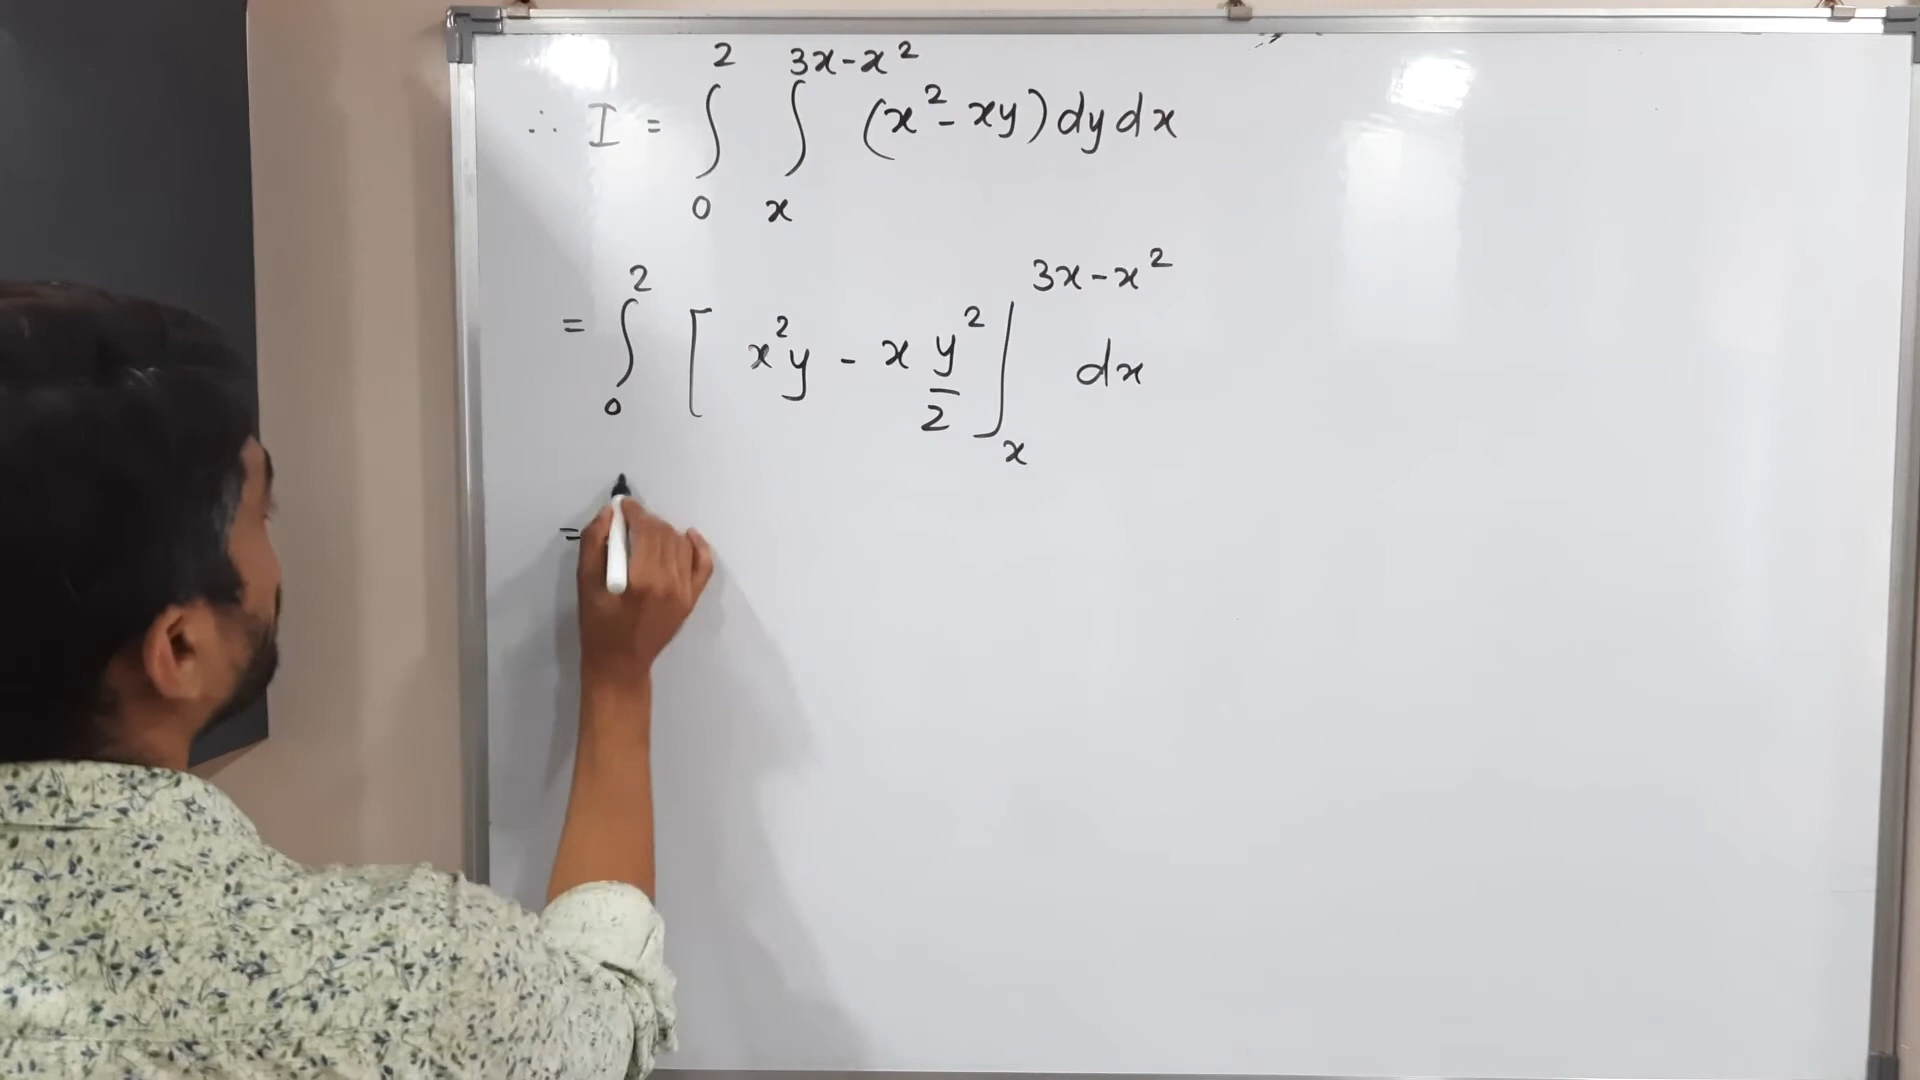 ∴ I = ∫₀² ∫ₓ^(3x-x²) (x² - xy) dy dx
= ∫₀² [ x²y - x y²/2 ]ₓ^(3x-x²) dx
=